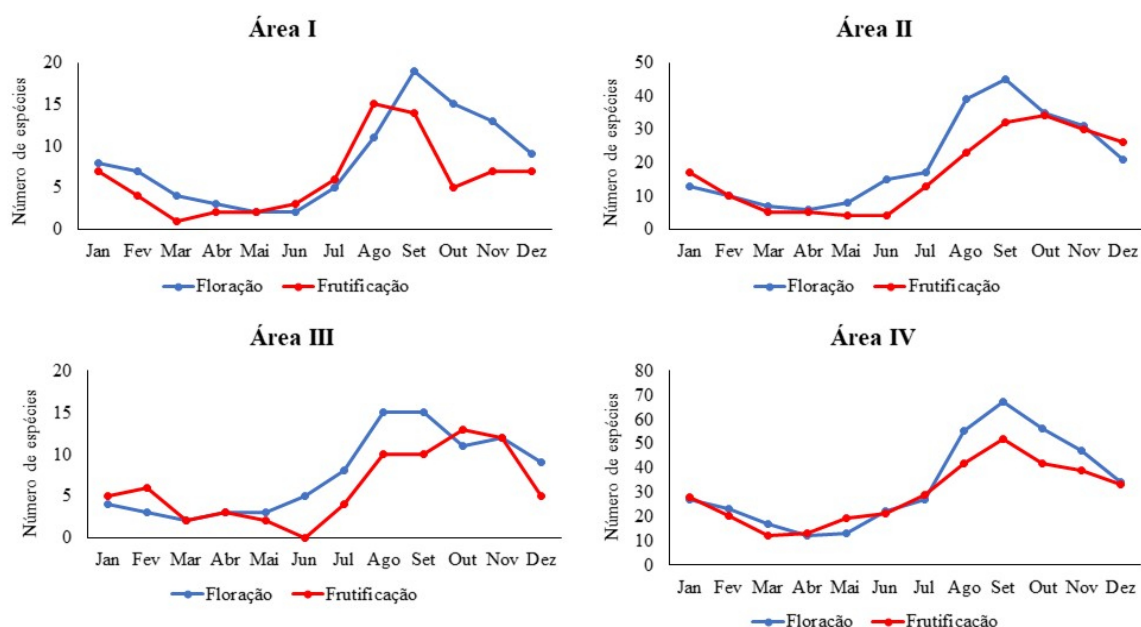 Área I
Número de espécies
20
15
10
5
0
Jan Fev Mar Abr Mai Jun Jul Ago Set Out Nov Dez
Floração Frutificação
Área II
Número de espécies
50
40
30
20
10
0
Jan Fev Mar Abr Mai Jun Jul Ago Set Out Nov Dez
Floração Frutificação
Área III
Número de espécies
20
15
10
5
0
Jan Fev Mar Abr Mai Jun Jul Ago Set Out Nov Dez
Floração Frutificação
Área IV
Número de espécies
80
70
60
50
40
30
20
10
0
Jan Fev Mar Abr Mai Jun Jul Ago Set Out Nov Dez
Floração Frutificação